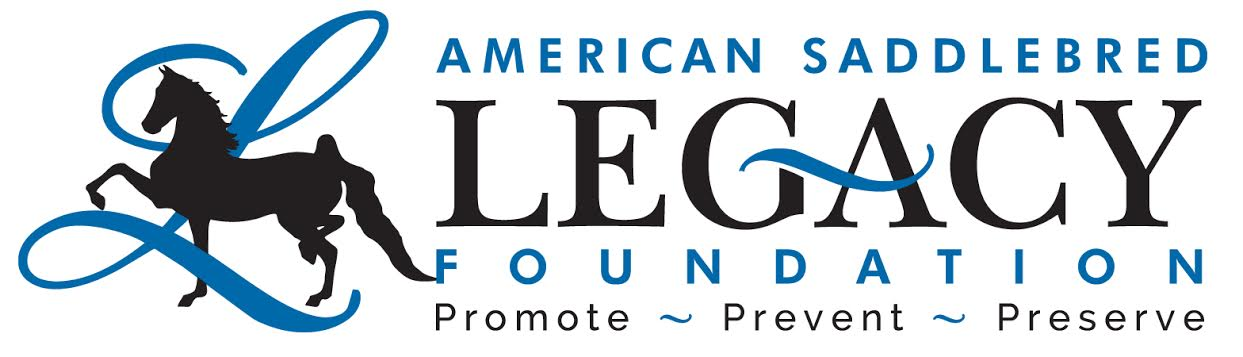 L
AMERICAN SADDLEBRED
LEGACY
FOUNDATION
Promote ~ Prevent ~ Preserve